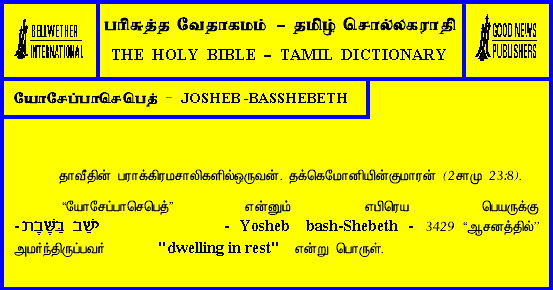 BELLWETHER
INTERNATIONAL
பரிசுத்த வேதாகமம் – தமிழ் சொல்லகராதி
THE HOLY BIBLE – TAMIL DICTIONARY
GOOD NEWS
PUBLISHERS
யோசேப்பாசெபெத் - JOSHEB -BASSHEBETH
தாவீதின் பராக்கிரமசாலிகளில்ஒருவன். தக்கெமோனியின்குமாரன் (2சாமு 23:8).
“யோசேப்பாசெபெத்” என்னும் எபிரெய பெயருக்கு
-יֹשֵׁב בַּשֶּׁבֶת - Yosheb bash-Shebeth - 3429 “ஆசனத்தில்”
அமர்ந்திருப்பவர் "dwelling in rest" என்று பொருள்.